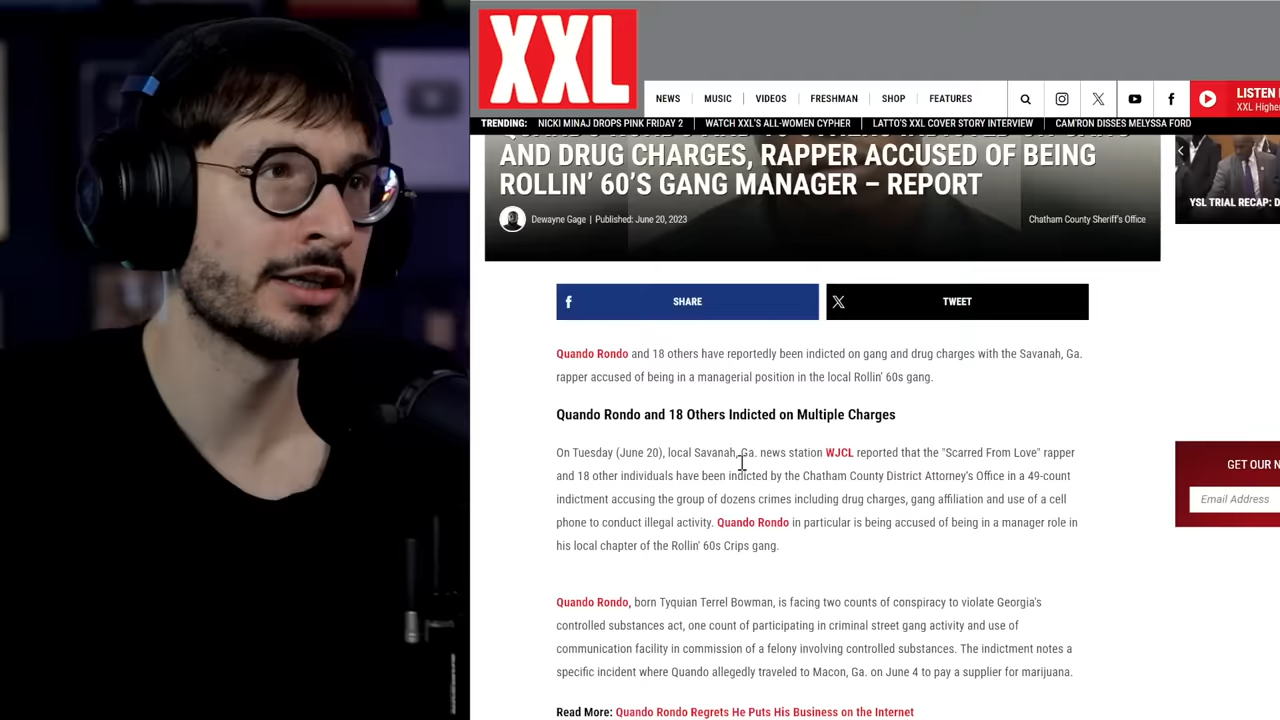 XXL
NEWS
MUSIC
VIDEOS
FRESHMAN
SHOP
FEATURES
LISTEN
XXL Higher
TRENDING:
NICKI MINAJ DROPS PINK FRIDAY 2
WATCH XXL'S ALL-WOMEN CYPHER
LATTO'S XXL COVER STORY INTERVIEW
CAM'RON DISSES MELYSSA FORD
AND DRUG CHARGES, RAPPER ACCUSED OF BEING
ROLLIN' 60'S GANG MANAGER – REPORT
Dewayne Gage | Published: June 20, 2023
Chatham County Sheriff's Office
YSL TRIAL RECAP: D
SHARE
TWEET
Quando Rondo and 18 others have reportedly been indicted on gang and drug charges with the Savanah, Ga.
rapper accused of being in a managerial position in the local Rollin' 60s gang.
Quando Rondo and 18 Others Indicted on Multiple Charges
On Tuesday (June 20), local Savanah, Ga. news station WJCL reported that the "Scarred From Love" rapper
and 18 other individuals have been indicted by the Chatham County District Attorney's Office in a 49-count
indictment accusing the group of dozens crimes including drug charges, gang affiliation and use of a cell
phone to conduct illegal activity. Quando Rondo in particular is being accused of being in a manager role in
his local chapter of the Rollin' 60s Crips gang.
GET OUR N
Email Address
Quando Rondo, born Tyquian Terrel Bowman, is facing two counts of conspiracy to violate Georgia's
controlled substances act, one count of participating in criminal street gang activity and use of
communication facility in commission of a felony involving controlled substances. The indictment notes a
specific incident where Quando allegedly traveled to Macon, Ga. on June 4 to pay a supplier for marijuana.
Read More: Quando Rondo Regrets He Puts His Business on the Internet